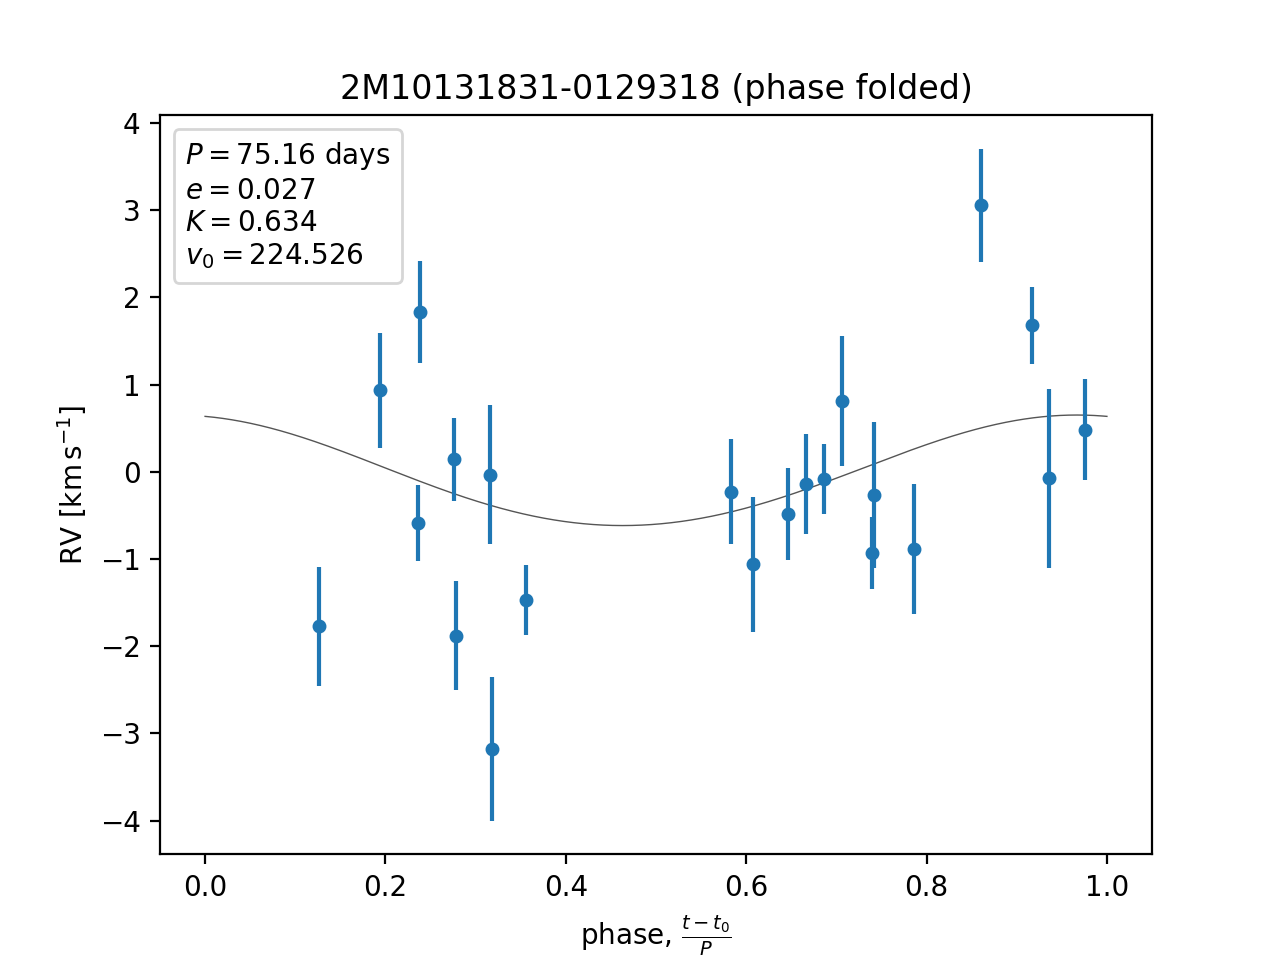 2M10131831-0129318 (phase folded)
P = 75.16 days
e = 0.027
K = 0.634
v₀ = 224.526
4
3
2
1
0
−1
−2
−3
−4
RV [km s⁻¹]
0.0 0.2 0.4 0.6 0.8 1.0
phase, (t − t₀)/P